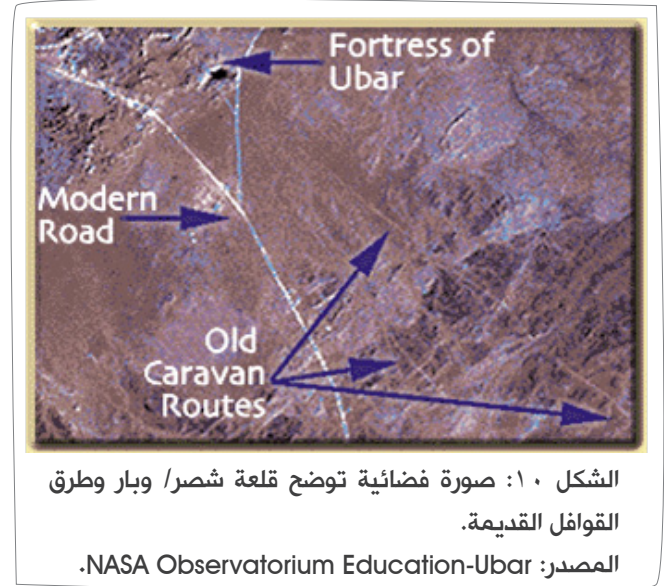 Fortress of
Ubar
Modern
Road
Old
Caravan
Routes
الشكل ١٠: صورة فضائية توضح قلعة شصر/ وبار وطرق
القوافل القديمة.
المصدر: NASA Observatorium Education-Ubar.